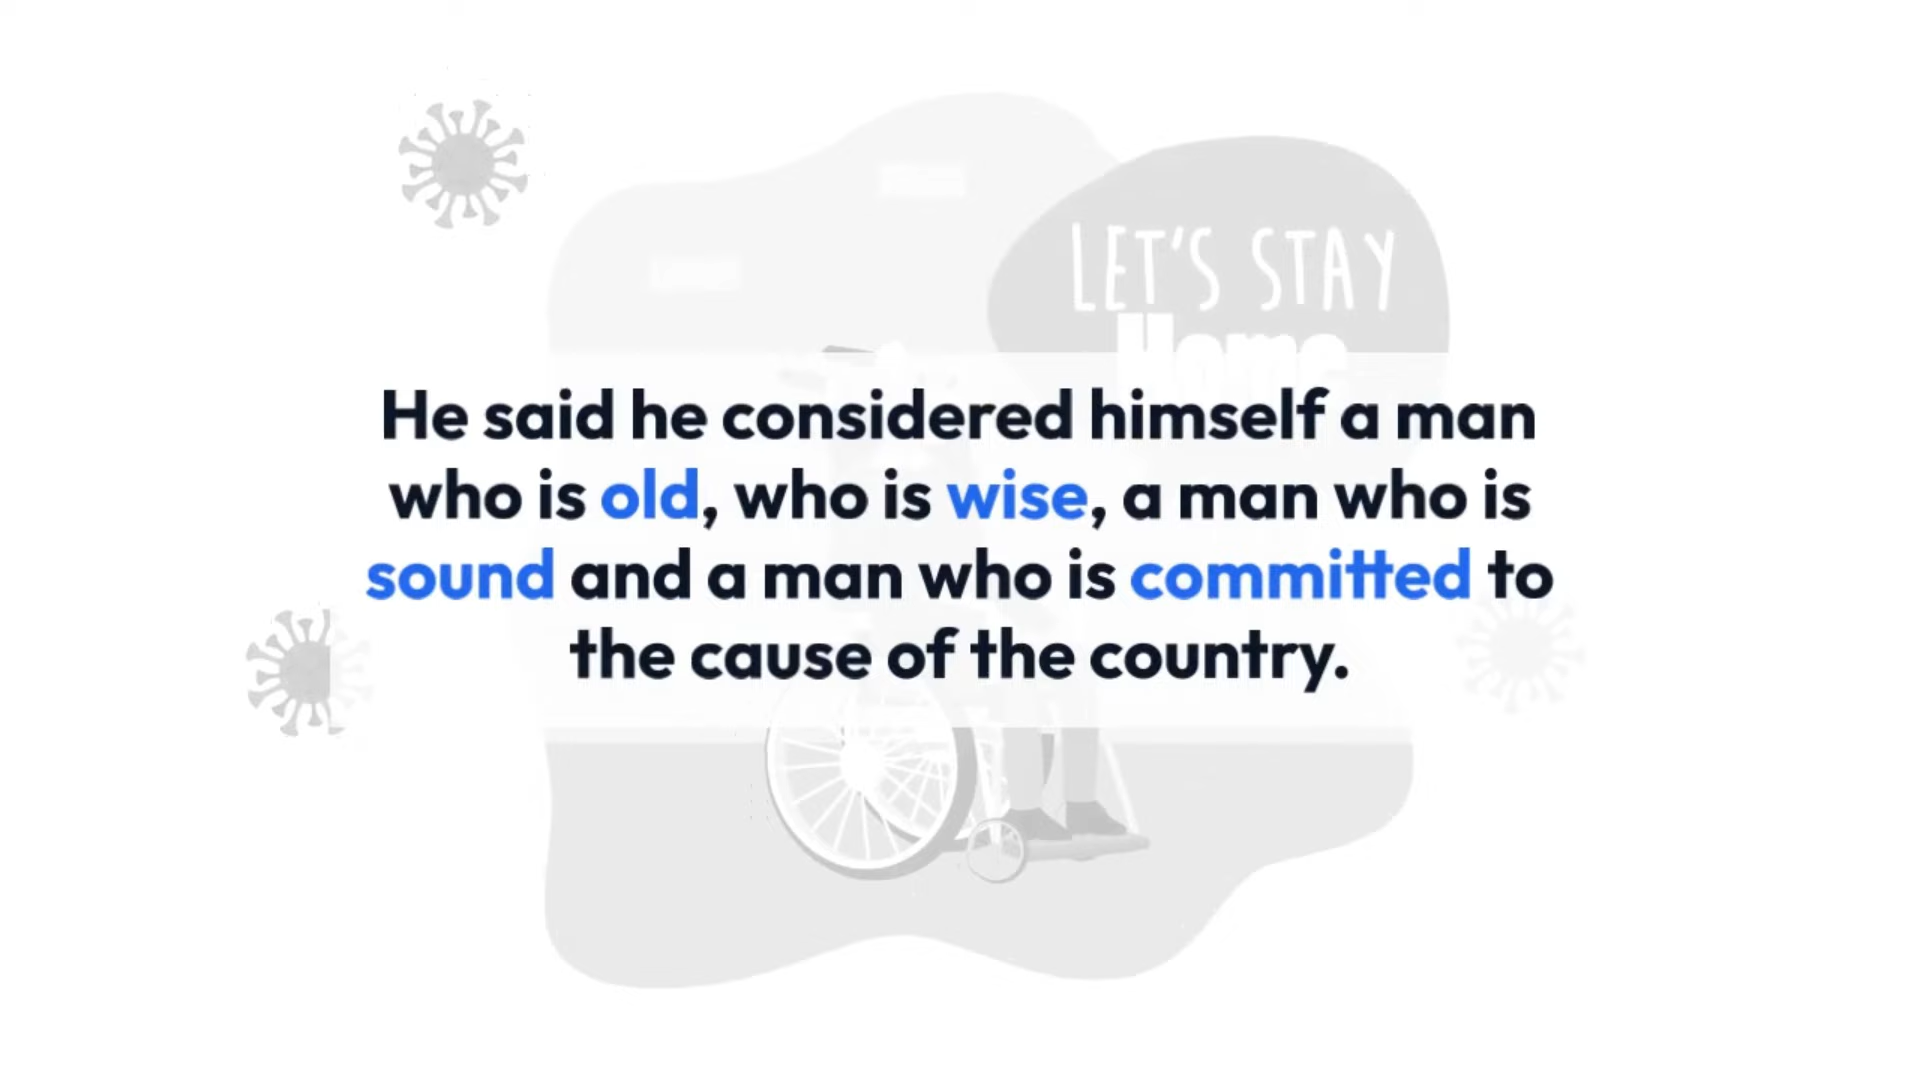 LET'S STAY
Home
He said he considered himself a man
who is old, who is wise, a man who is
sound and a man who is committed to
the cause of the country.